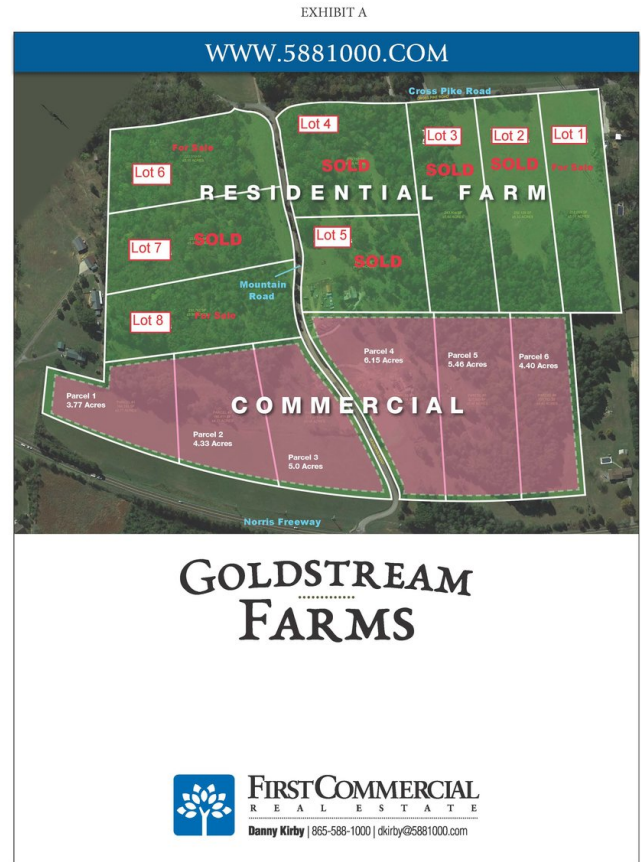 EXHIBIT A
WWW.5881000.COM
Cross Pike Road
Lot 4
Lot 3
Lot 2
Lot 1
For Sale
Lot 6
SOLD
SOLD
SOLD
For Sale
RESIDENTIAL FARM
Lot 7
SOLD
Lot 5
SOLD
Mountain
Road
Lot 8
For Sale
Parcel 4
6.15 Acres
Parcel 5
5.46 Acres
Parcel 6
4.40 Acres
Parcel 1
3.77 Acres
COMMERCIAL
Parcel 2
4.33 Acres
Parcel 3
5.0 Acres
Norris Freeway
GOLDSTREAM
FARMS
FIRST COMMERCIAL
REAL ESTATE
Danny Kirby | 865-588-1000 | dkirby@5881000.com